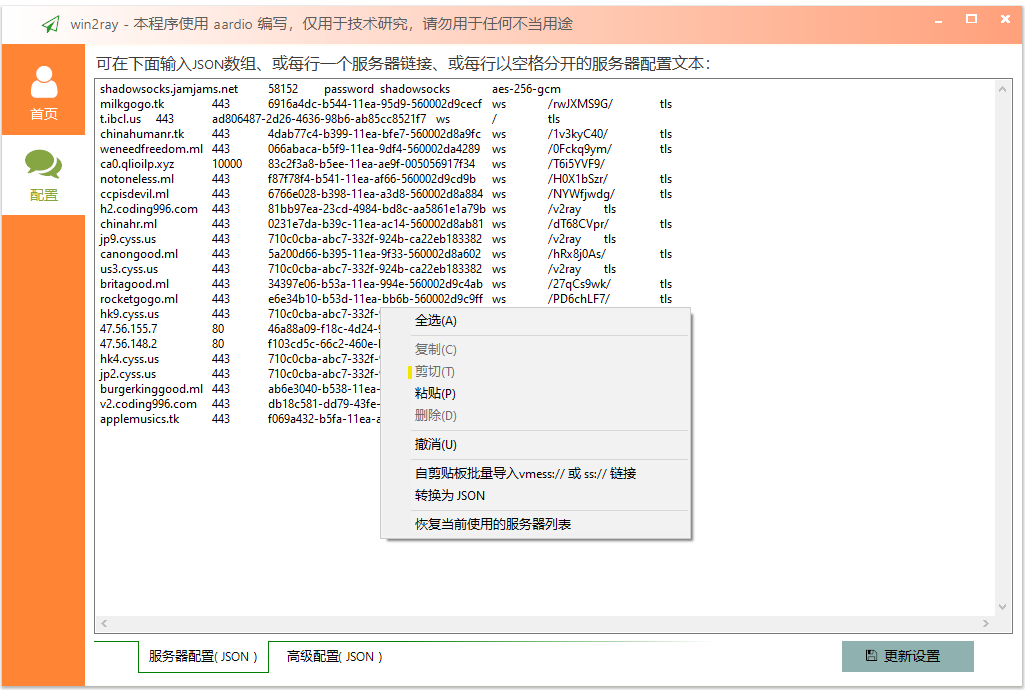 win2ray - 本程序使用 aardio 编写，仅用于技术研究，请勿用于任何不当用途
首页
配置
可在下面输入JSON数组、或每行一个服务器链接、或每行以空格分开的服务器配置文本：
shadowsocks.jamjams.net 58152 password shadowsocks aes-256-gcm
milkgogo.tk 443 6916a4dc-b544-11ea-95d9-560002d9cecf ws /rwJXMS9G/ tls
t.ibcl.us 443 ad806487-2d26-4636-98b6-ab85cc8521f7 ws / tls
chinahumanr.tk 443 4dab77c4-b399-11ea-bfe7-560002d8a9fc ws /1v3kyC40/ tls
weneedfreedom.ml 443 066abaca-b5f9-11ea-9df4-560002da4289 ws /0Fckq9ym/ tls
ca0.qlioilp.xyz 10000 83c2f3a8-b5ee-11ea-ae9f-005056917f34 ws /T6i5YVF9/
notoneless.ml 443 f87f78f4-b541-11ea-af66-560002d9cd9b ws /H0X1bSzr/ tls
ccpisdevil.ml 443 6766e028-b398-11ea-a3d8-560002d8a884 ws /NYWfjwdg/ tls
h2.coding996.com 443 81bb97ea-23cd-4984-bd8c-aa5861e1a79b ws /v2ray tls
chinahr.ml 443 0231e7da-b39c-11ea-ac14-560002d8ab81 ws /dT68CVpr/ tls
jp9.cyss.us 443 710c0cba-abc7-332f-924b-ca22eb183382 ws /v2ray tls
canongood.ml 443 5a200d66-b395-11ea-9f33-560002d8a602 ws /hRx8j0As/ tls
us3.cyss.us 443 710c0cba-abc7-332f-924b-ca22eb183382 ws /v2ray tls
britagood.ml 443 34397e06-b53a-11ea-994e-560002d9c4ab ws /27qCs9wk/ tls
rocketgogo.ml 443 e6e34b10-b53d-11ea-bb6b-560002d9c9ff ws /PD6chLF7/ tls
hk9.cyss.us 443 710c0cba-abc7-332f-
47.56.155.7 80 46a88a09-f18c-4d24-
47.56.148.2 80 f103cd5c-66c2-460e-
hk4.cyss.us 443 710c0cba-abc7-332f-
jp2.cyss.us 443 710c0cba-abc7-332f-
burgerkinggood.ml 443 ab6e3040-b538-11ea-
v2.coding996.com 443 db18c581-dd79-43fe-
applemusics.tk 443 f069a432-b5fa-11ea-a
全选(A)
复制(C)
剪切(T)
粘贴(P)
删除(D)
撤消(U)
自剪贴板批量导入vmess:// 或 ss:// 链接
转换为 JSON
恢复当前使用的服务器列表
服务器配置( JSON )
高级配置( JSON )
更新设置